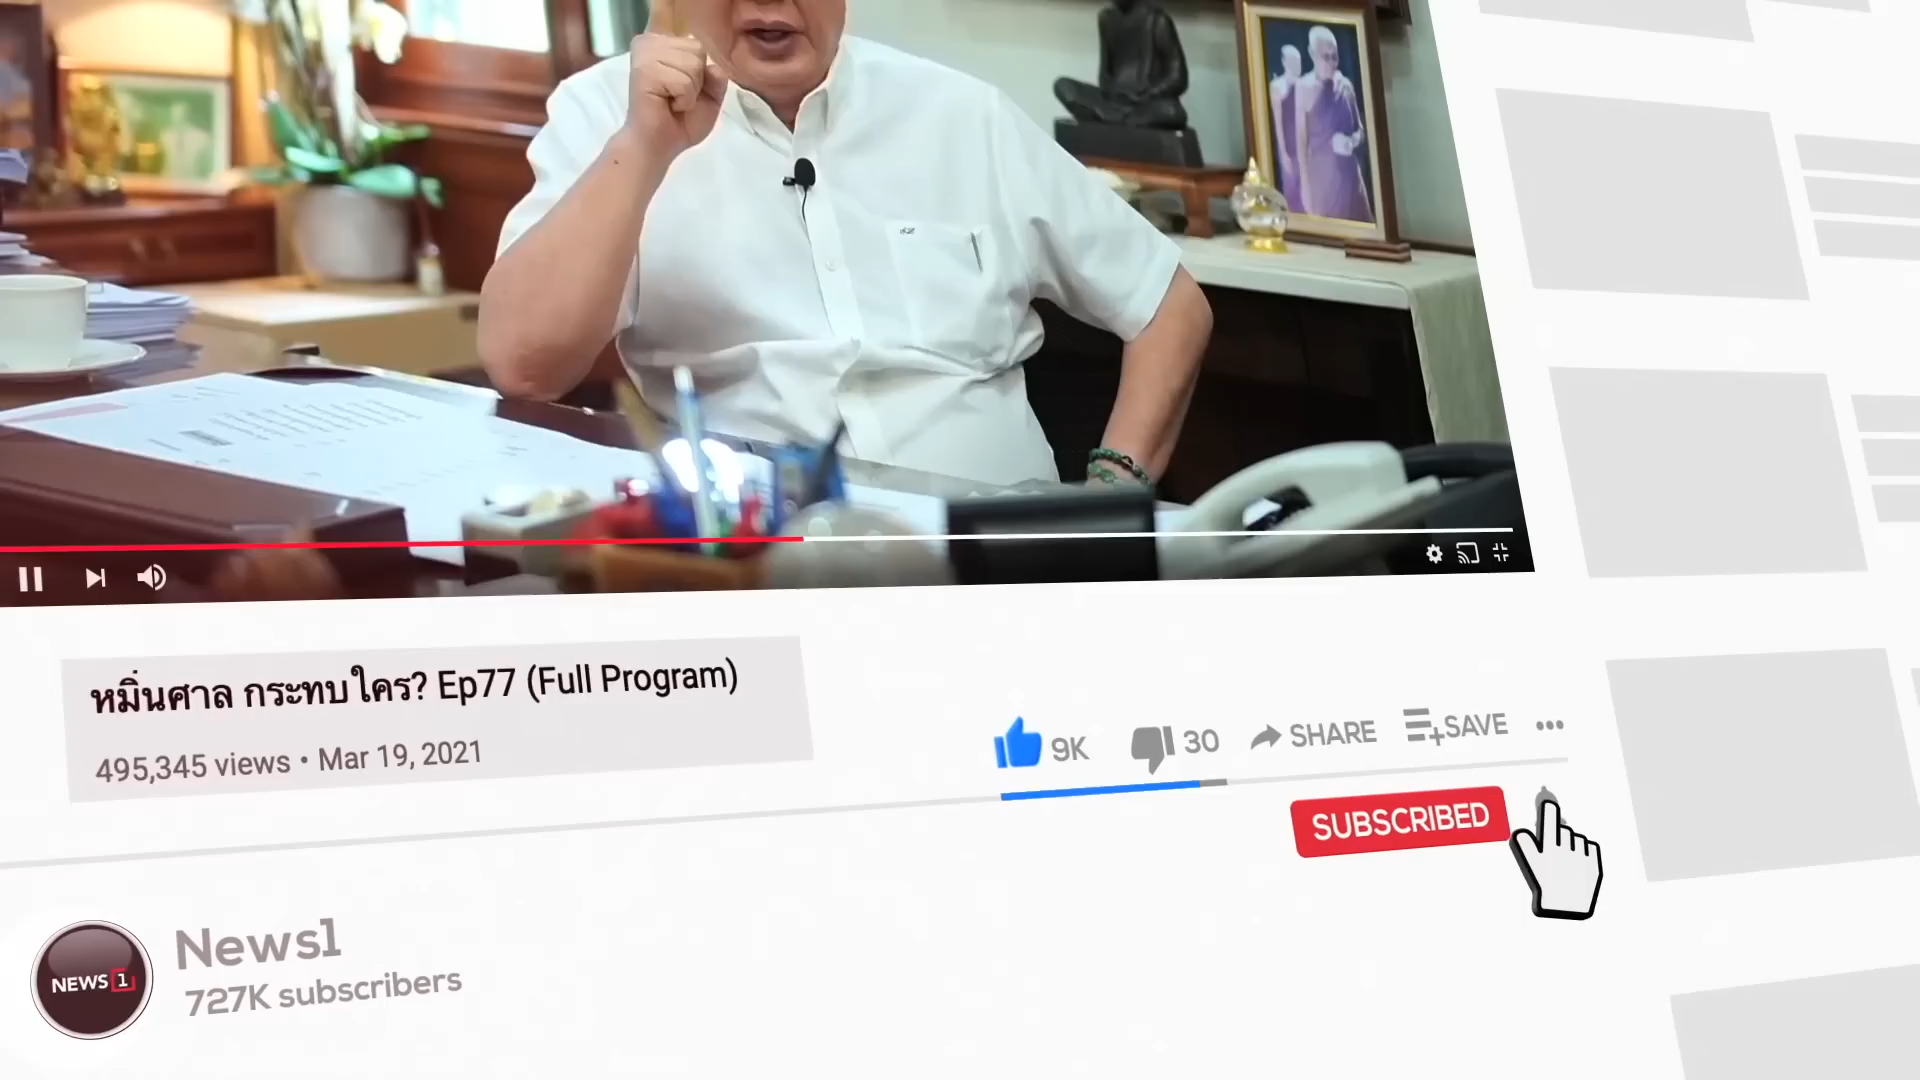 หมิ่นศาล กระทบใคร? Ep77 (Full Program)
495,345 views • Mar 19, 2021
9K
30
SHARE
SAVE
SUBSCRIBED
NEWS 1
News1
727K subscribers